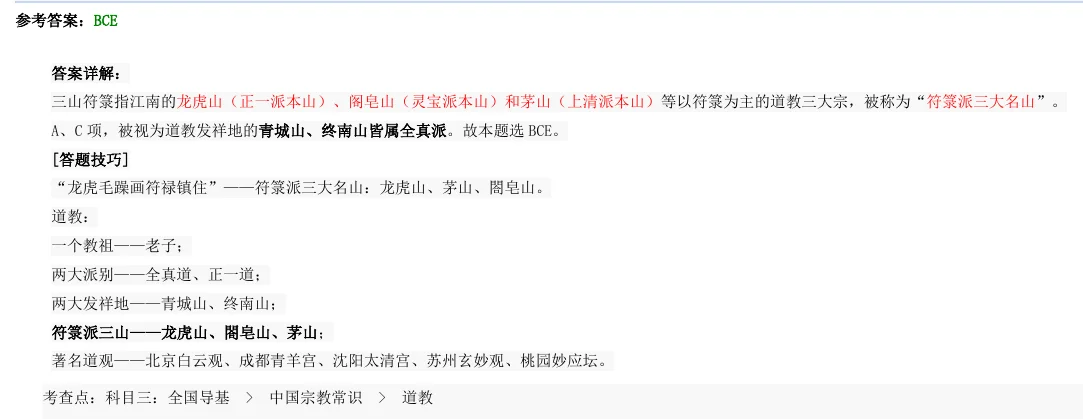 参考答案：BCE
答案详解：
三山符箓指江南的龙虎山（正一派本山）、阁皂山（灵宝派本山）和茅山（上清派本山）等以符箓为主的道教三大宗，被称为“符箓派三大名山”。
A、C 项，被视为道教发祥地的青城山、终南山皆属全真派。故本题选 BCE。
[答题技巧]
“龙虎毛躁画符禄镇住”——符箓派三大名山：龙虎山、茅山、閤皂山。
道教：
一个教祖——老子；
两大派别——全真道、正一道；
两大发祥地——青城山、终南山；
符箓派三山——龙虎山、閤皂山、茅山；
著名道观——北京白云观、成都青羊宫、沈阳太清宫、苏州玄妙观、桃园妙应坛。
考查点：科目三：全国导基 > 中国宗教常识 > 道教